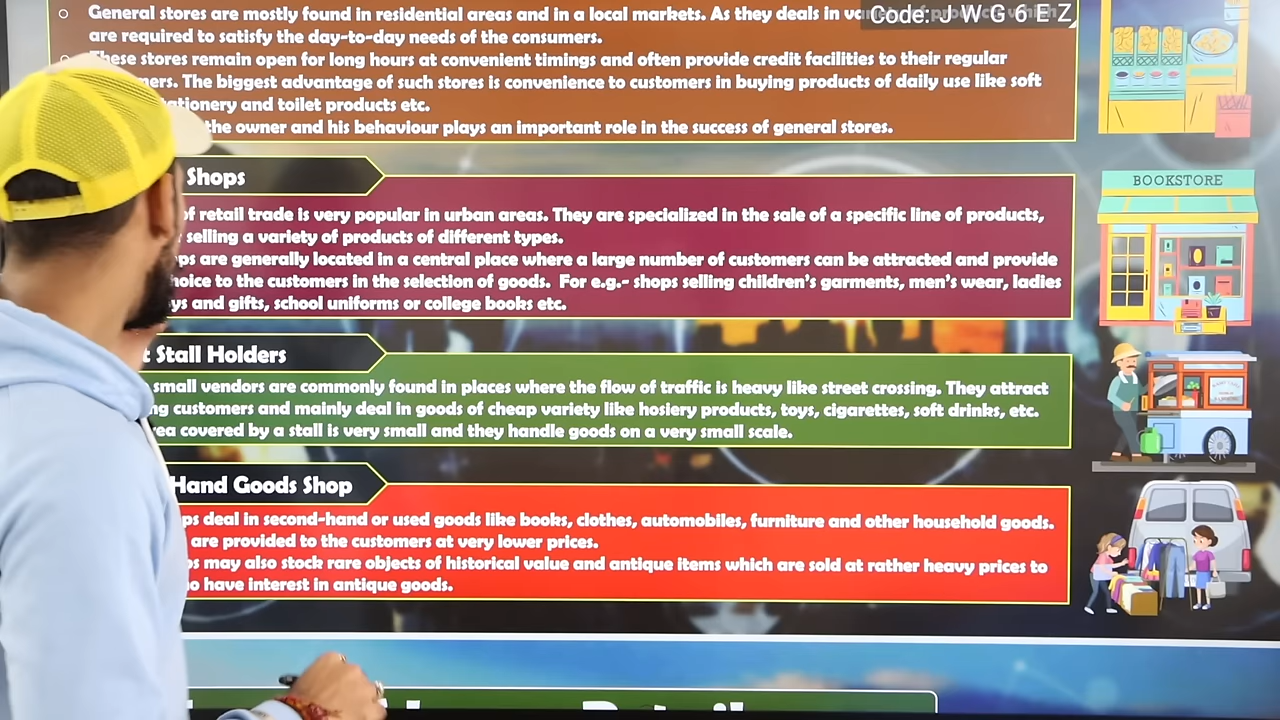 General stores are mostly found in residential areas and in a local markets. As they deals in
Code: J W G 6 E Z
are required to satisfy the day-to-day needs of the consumers.
These stores remain open for long hours at convenient timings and often provide credit facilities to their regular
The biggest advantage of such stores is convenience to customers in buying products of daily use like soft
and toilet products etc.
the owner and his behaviour plays an important role in the success of general stores.
Shops
of retail trade is very popular in urban areas. They are specialized in the sale of a specific line of products,
selling a variety of products of different types.
are generally located in a central place where a large number of customers can be attracted and provide
to the customers in the selection of goods. For e.g.- shops selling children's garments, men's wear, ladies
and gifts, school uniforms or college books etc.
BOOKSTORE
Stall Holders
small vendors are commonly found in places where the flow of traffic is heavy like street crossing. They attract
customers and mainly deal in goods of cheap variety like hosiery products, toys, cigarettes, soft drinks, etc.
covered by a stall is very small and they handle goods on a very small scale.
Hand Goods Shop
deal in second-hand or used goods like books, clothes, automobiles, furniture and other household goods.
are provided to the customers at very lower prices.
may also stock rare objects of historical value and antique items which are sold at rather heavy prices to
have interest in antique goods.